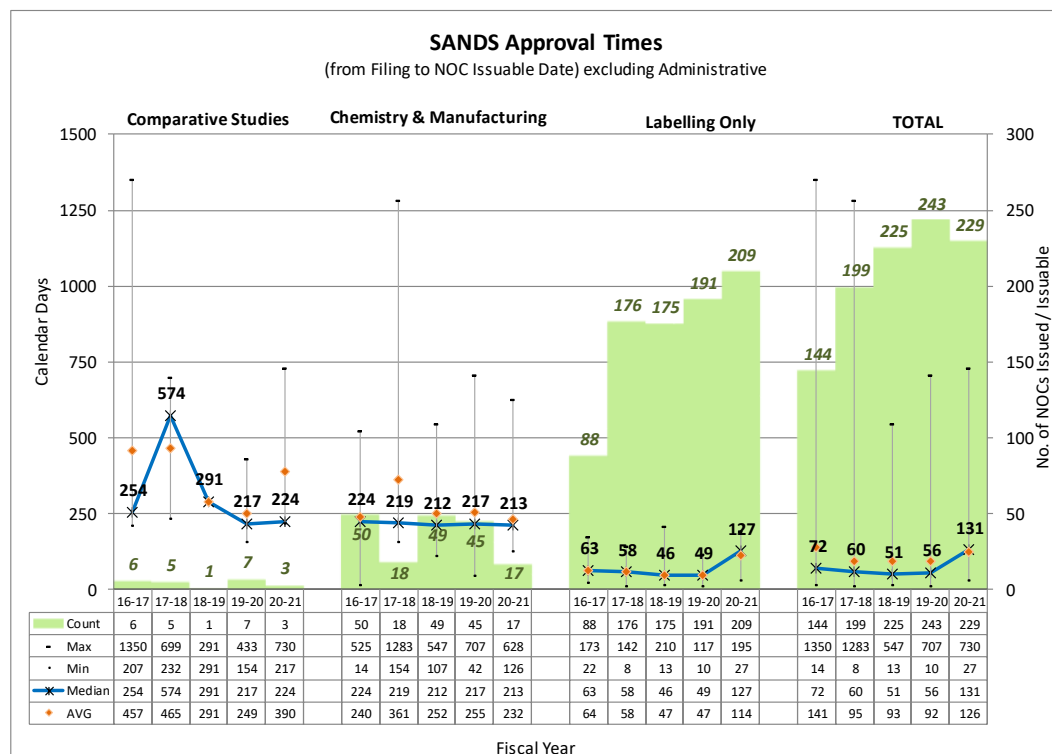 SANDS Approval Times
(from Filing to NOC Issuable Date) excluding Administrative
Comparative Studies Chemistry & Manufacturing Labelling Only TOTAL
1500 300
1250 250
1000 200
750 150
500 100
250 50
0 0
Calendar Days
No. of NOCs Issued / Issuable
254 574 291 217 224
6 5 1 7 3
224 219 212 217 213
50 18 49 45 17
63 58 46 49 127
88 176 175 191 209
72 60 51 56 131
144 199 225 243 229
16-17 17-18 18-19 19-20 20-21 16-17 17-18 18-19 19-20 20-21 16-17 17-18 18-19 19-20 20-21 16-17 17-18 18-19 19-20 20-21
Count 6 5 1 7 3 50 18 49 45 17 88 176 175 191 209 144 199 225 243 229
Max 1350 699 291 433 730 525 1283 547 707 628 173 142 210 117 195 1350 1283 547 707 730
Min 207 232 291 154 217 14 154 107 42 126 22 8 13 10 27 14 8 13 10 27
Median 254 574 291 217 224 224 219 212 217 213 63 58 46 49 127 72 60 51 56 131
AVG 457 465 291 249 390 240 361 252 255 232 64 58 47 47 114 141 95 93 92 126
Fiscal Year